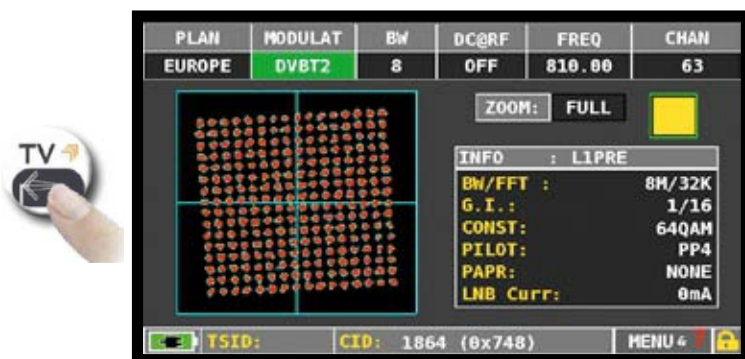 TV
PLAN MODULAT BW DC@RF FREQ CHAN
EUROPE DVBT2 8 OFF 810.00 63
ZOOM: FULL
INFO : L1PRE
BW/FFT : 8M/32K
G.I.: 1/16
CONST: 64QAM
PILOT: PP4
PAPR: NONE
LNB Curr: 0mA
TSID: CID: 1864 (0x748) MENU